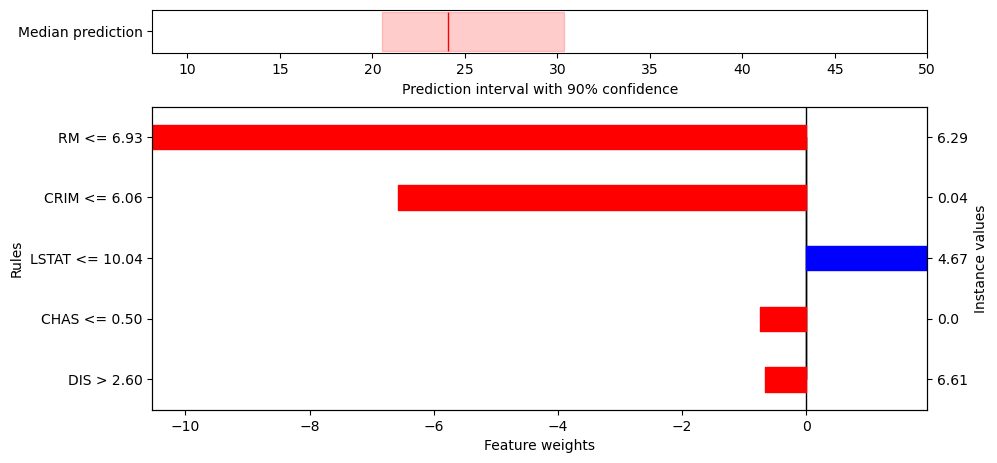 Median prediction
10 15 20 25 30 35 40 45 50
Prediction interval with 90% confidence
Rules
RM <= 6.93 6.29
CRIM <= 6.06 0.04
LSTAT <= 10.04 4.67
CHAS <= 0.50 0.0
DIS > 2.60 6.61
Instance values
−10 −8 −6 −4 −2 0
Feature weights